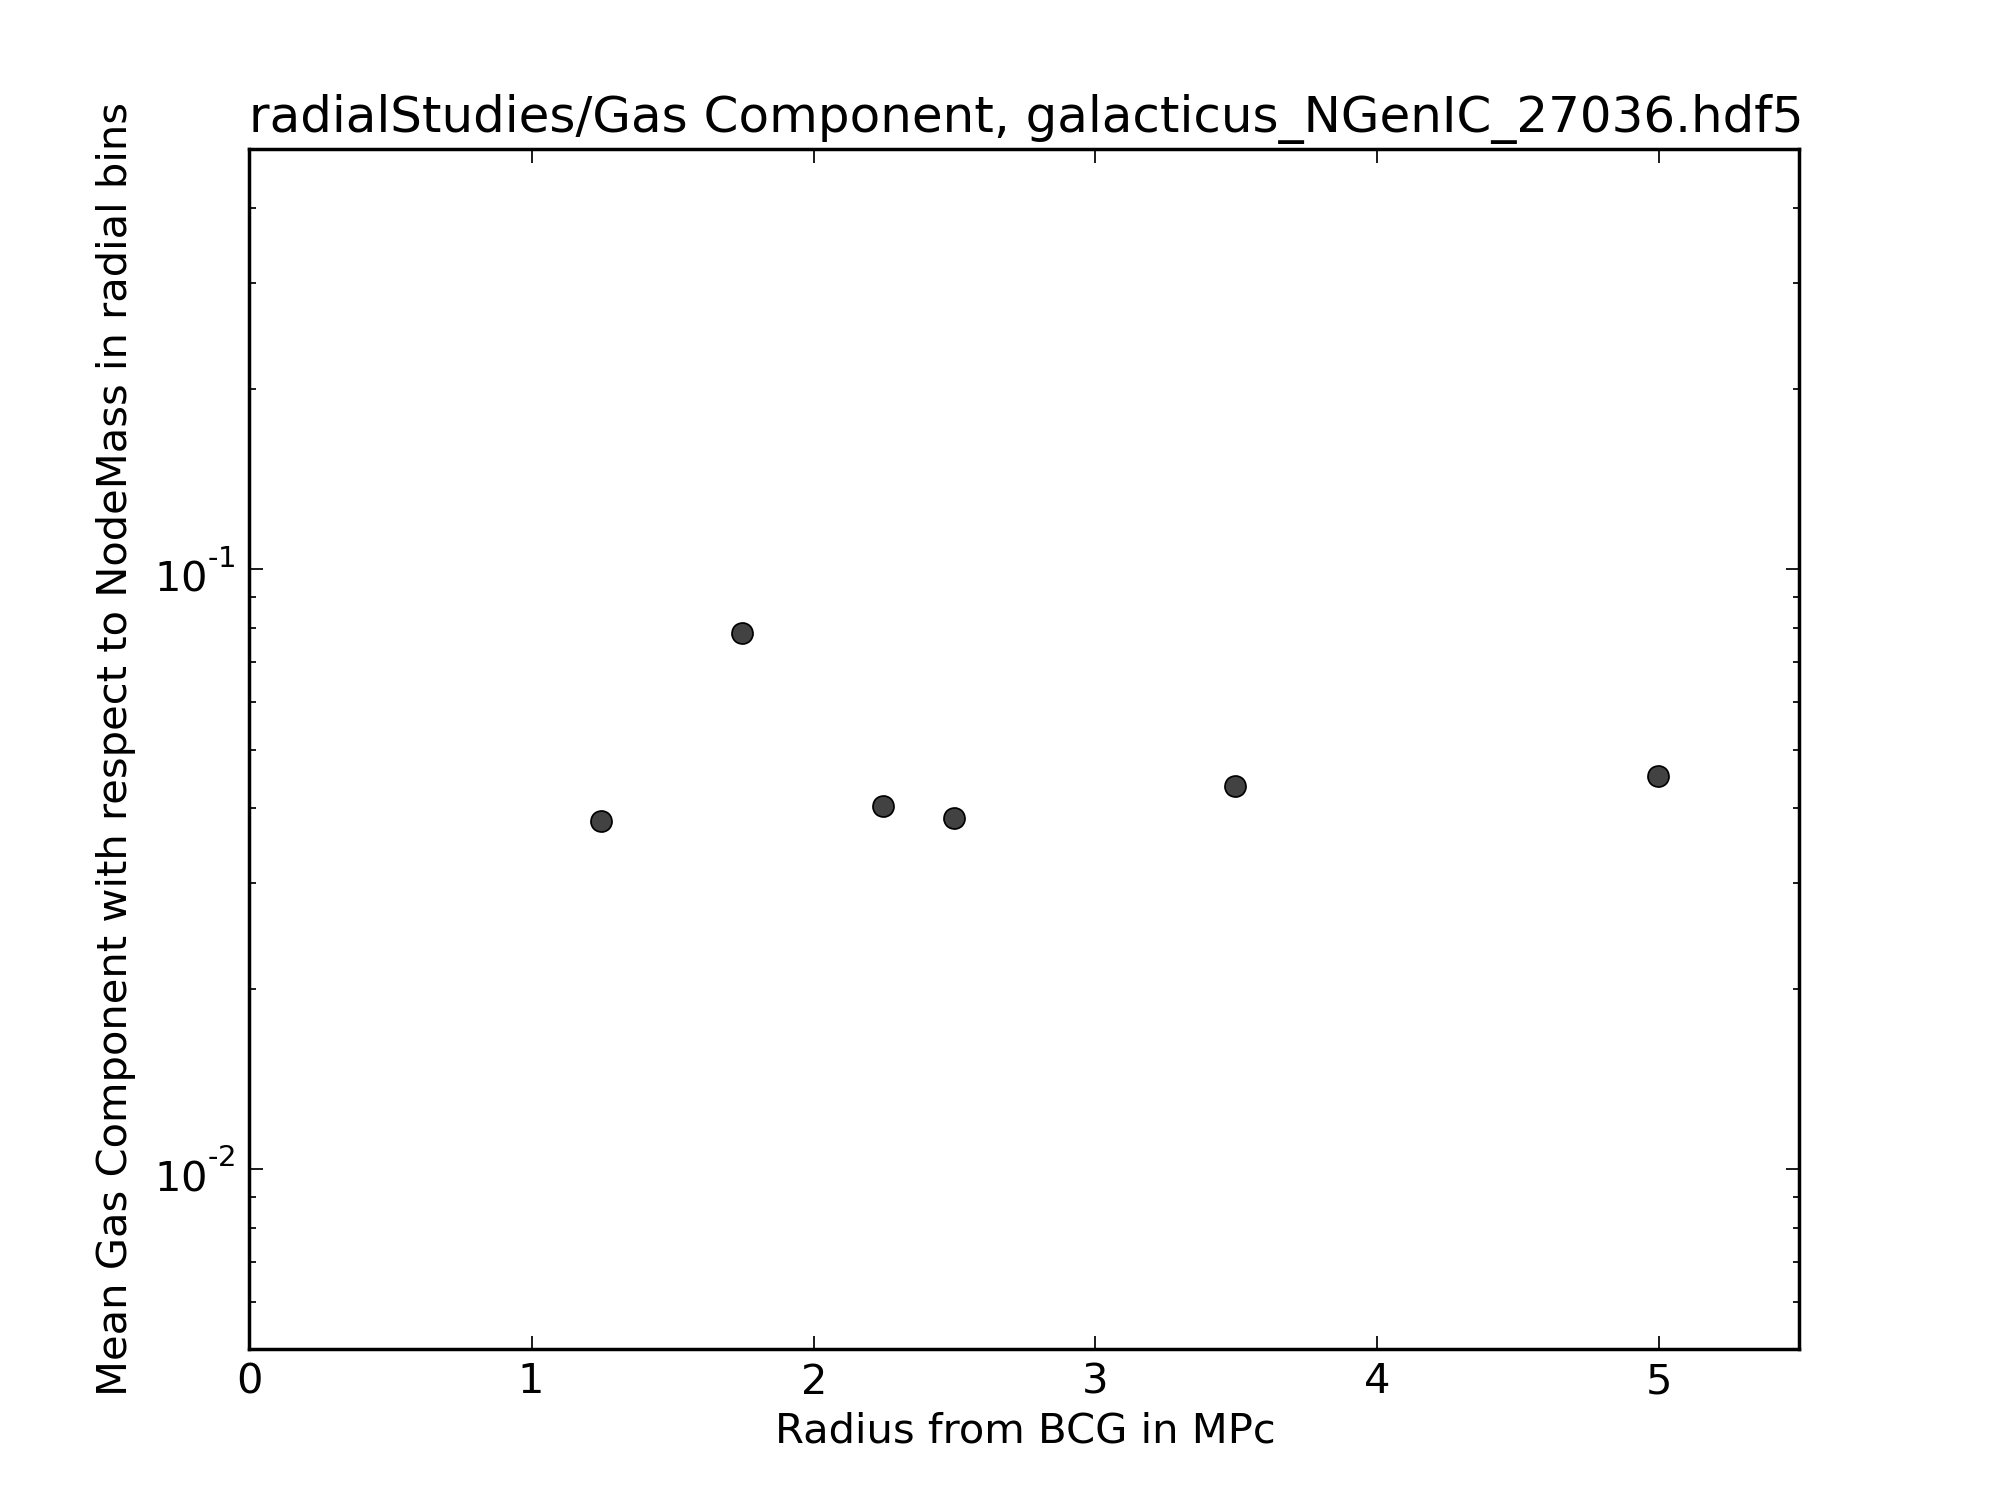 radialStudies/Gas Component, galacticus_NGenIC_27036.hdf5
Mean Gas Component with respect to NodeMass in radial bins
10^-1
10^-2
0 1 2 3 4 5
Radius from BCG in MPc